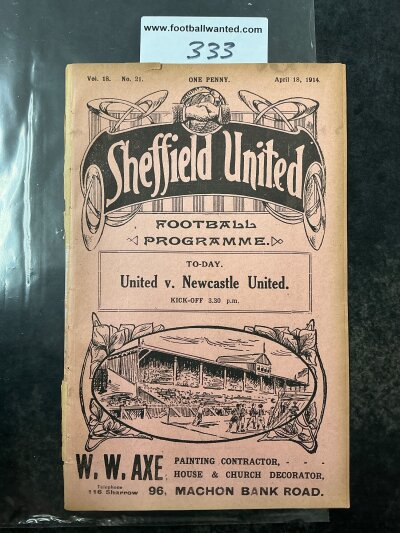 www.footballwanted.com
333
Vol. 18. No. 21. ONE PENNY. April 18, 1914.
Sheffield United
FOOTBALL
PROGRAMME.
TO-DAY.
United v. Newcastle United.
KICK-OFF 3.30 p.m.
W. W. AXE, PAINTING CONTRACTOR, - - -
HOUSE & CHURCH DECORATOR,
Telephone
116 Sharrow
96, MACHON BANK ROAD.